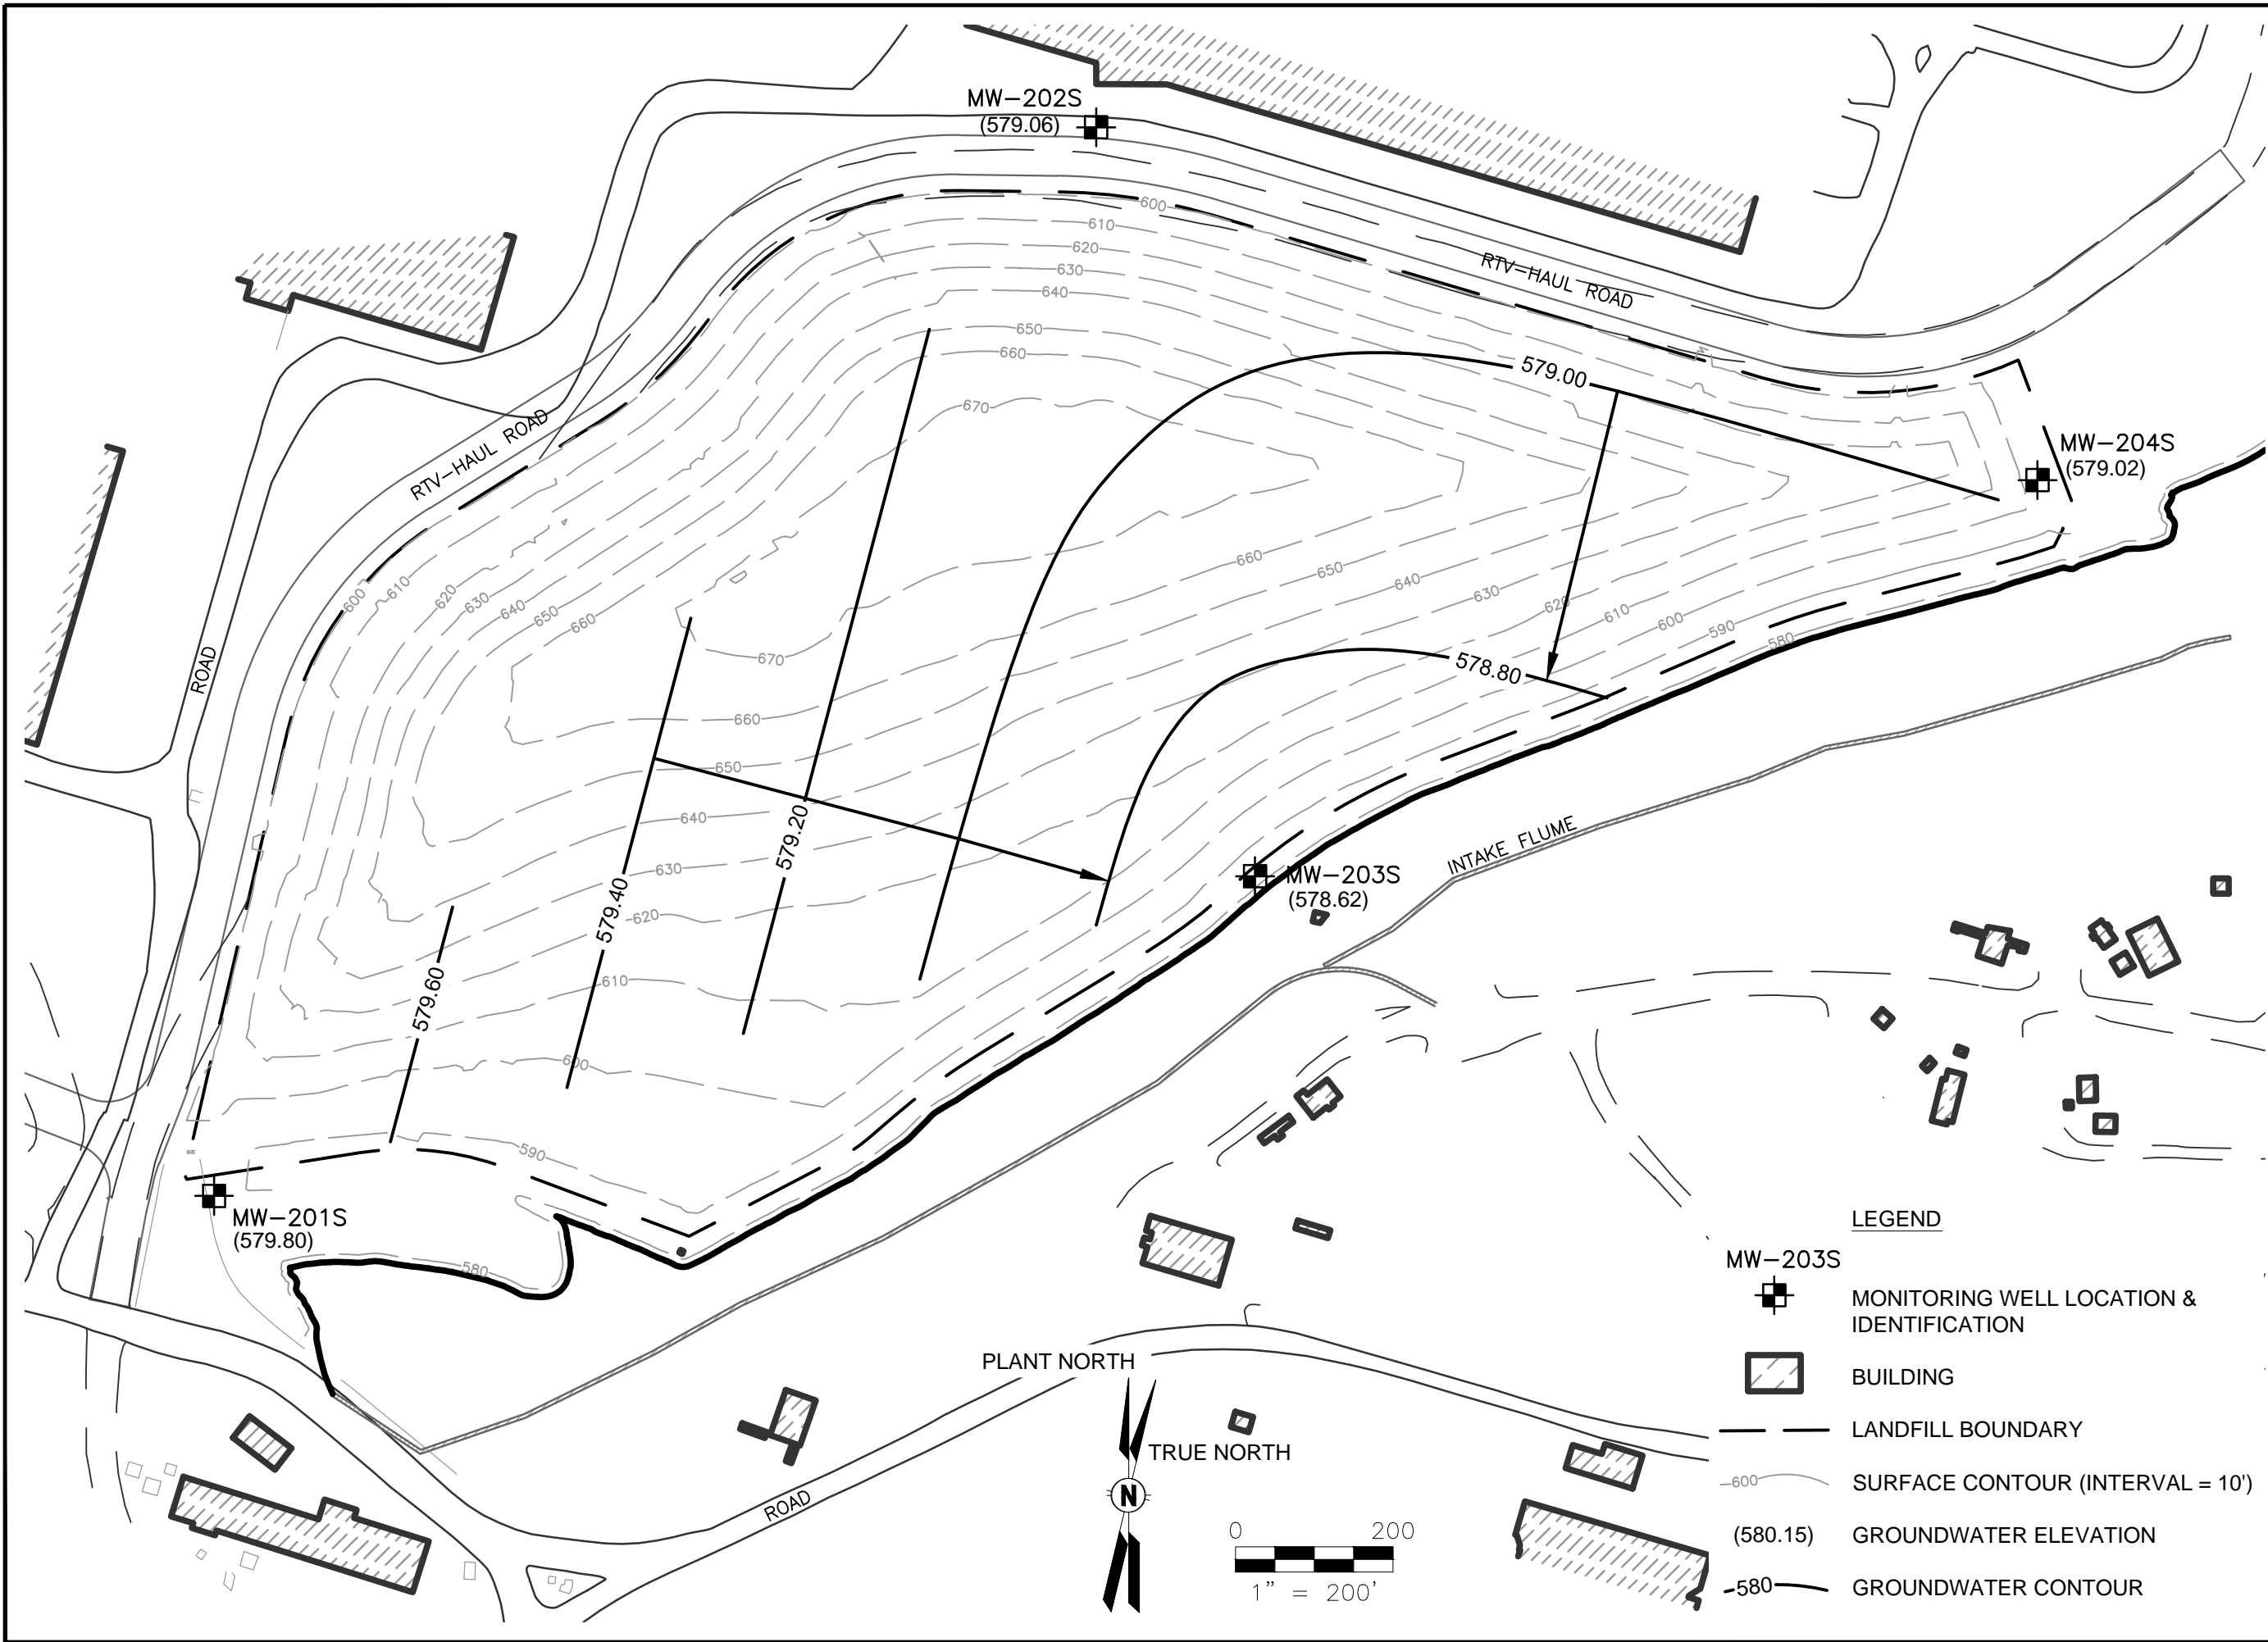 MW-202S
(579.06)
600
610
620
630
640
650
660
670
RTV-HAUL ROAD
579.00
MW-204S
(579.02)
RTV-HAUL ROAD
600
610
620
630
640
650
660
670
660
650
640
630
620
610
600
590
580
ROAD
578.80
660
650
640
630
620
610
600
590
580
579.20
579.40
579.60
INTAKE FLUME
MW-203S
(578.62)
MW-201S
(579.80)
PLANT NORTH
TRUE NORTH
N
ROAD
0 200
1" = 200'
LEGEND
MW-203S
MONITORING WELL LOCATION &
IDENTIFICATION
BUILDING
LANDFILL BOUNDARY
600 SURFACE CONTOUR (INTERVAL = 10')
(580.15) GROUNDWATER ELEVATION
580 GROUNDWATER CONTOUR